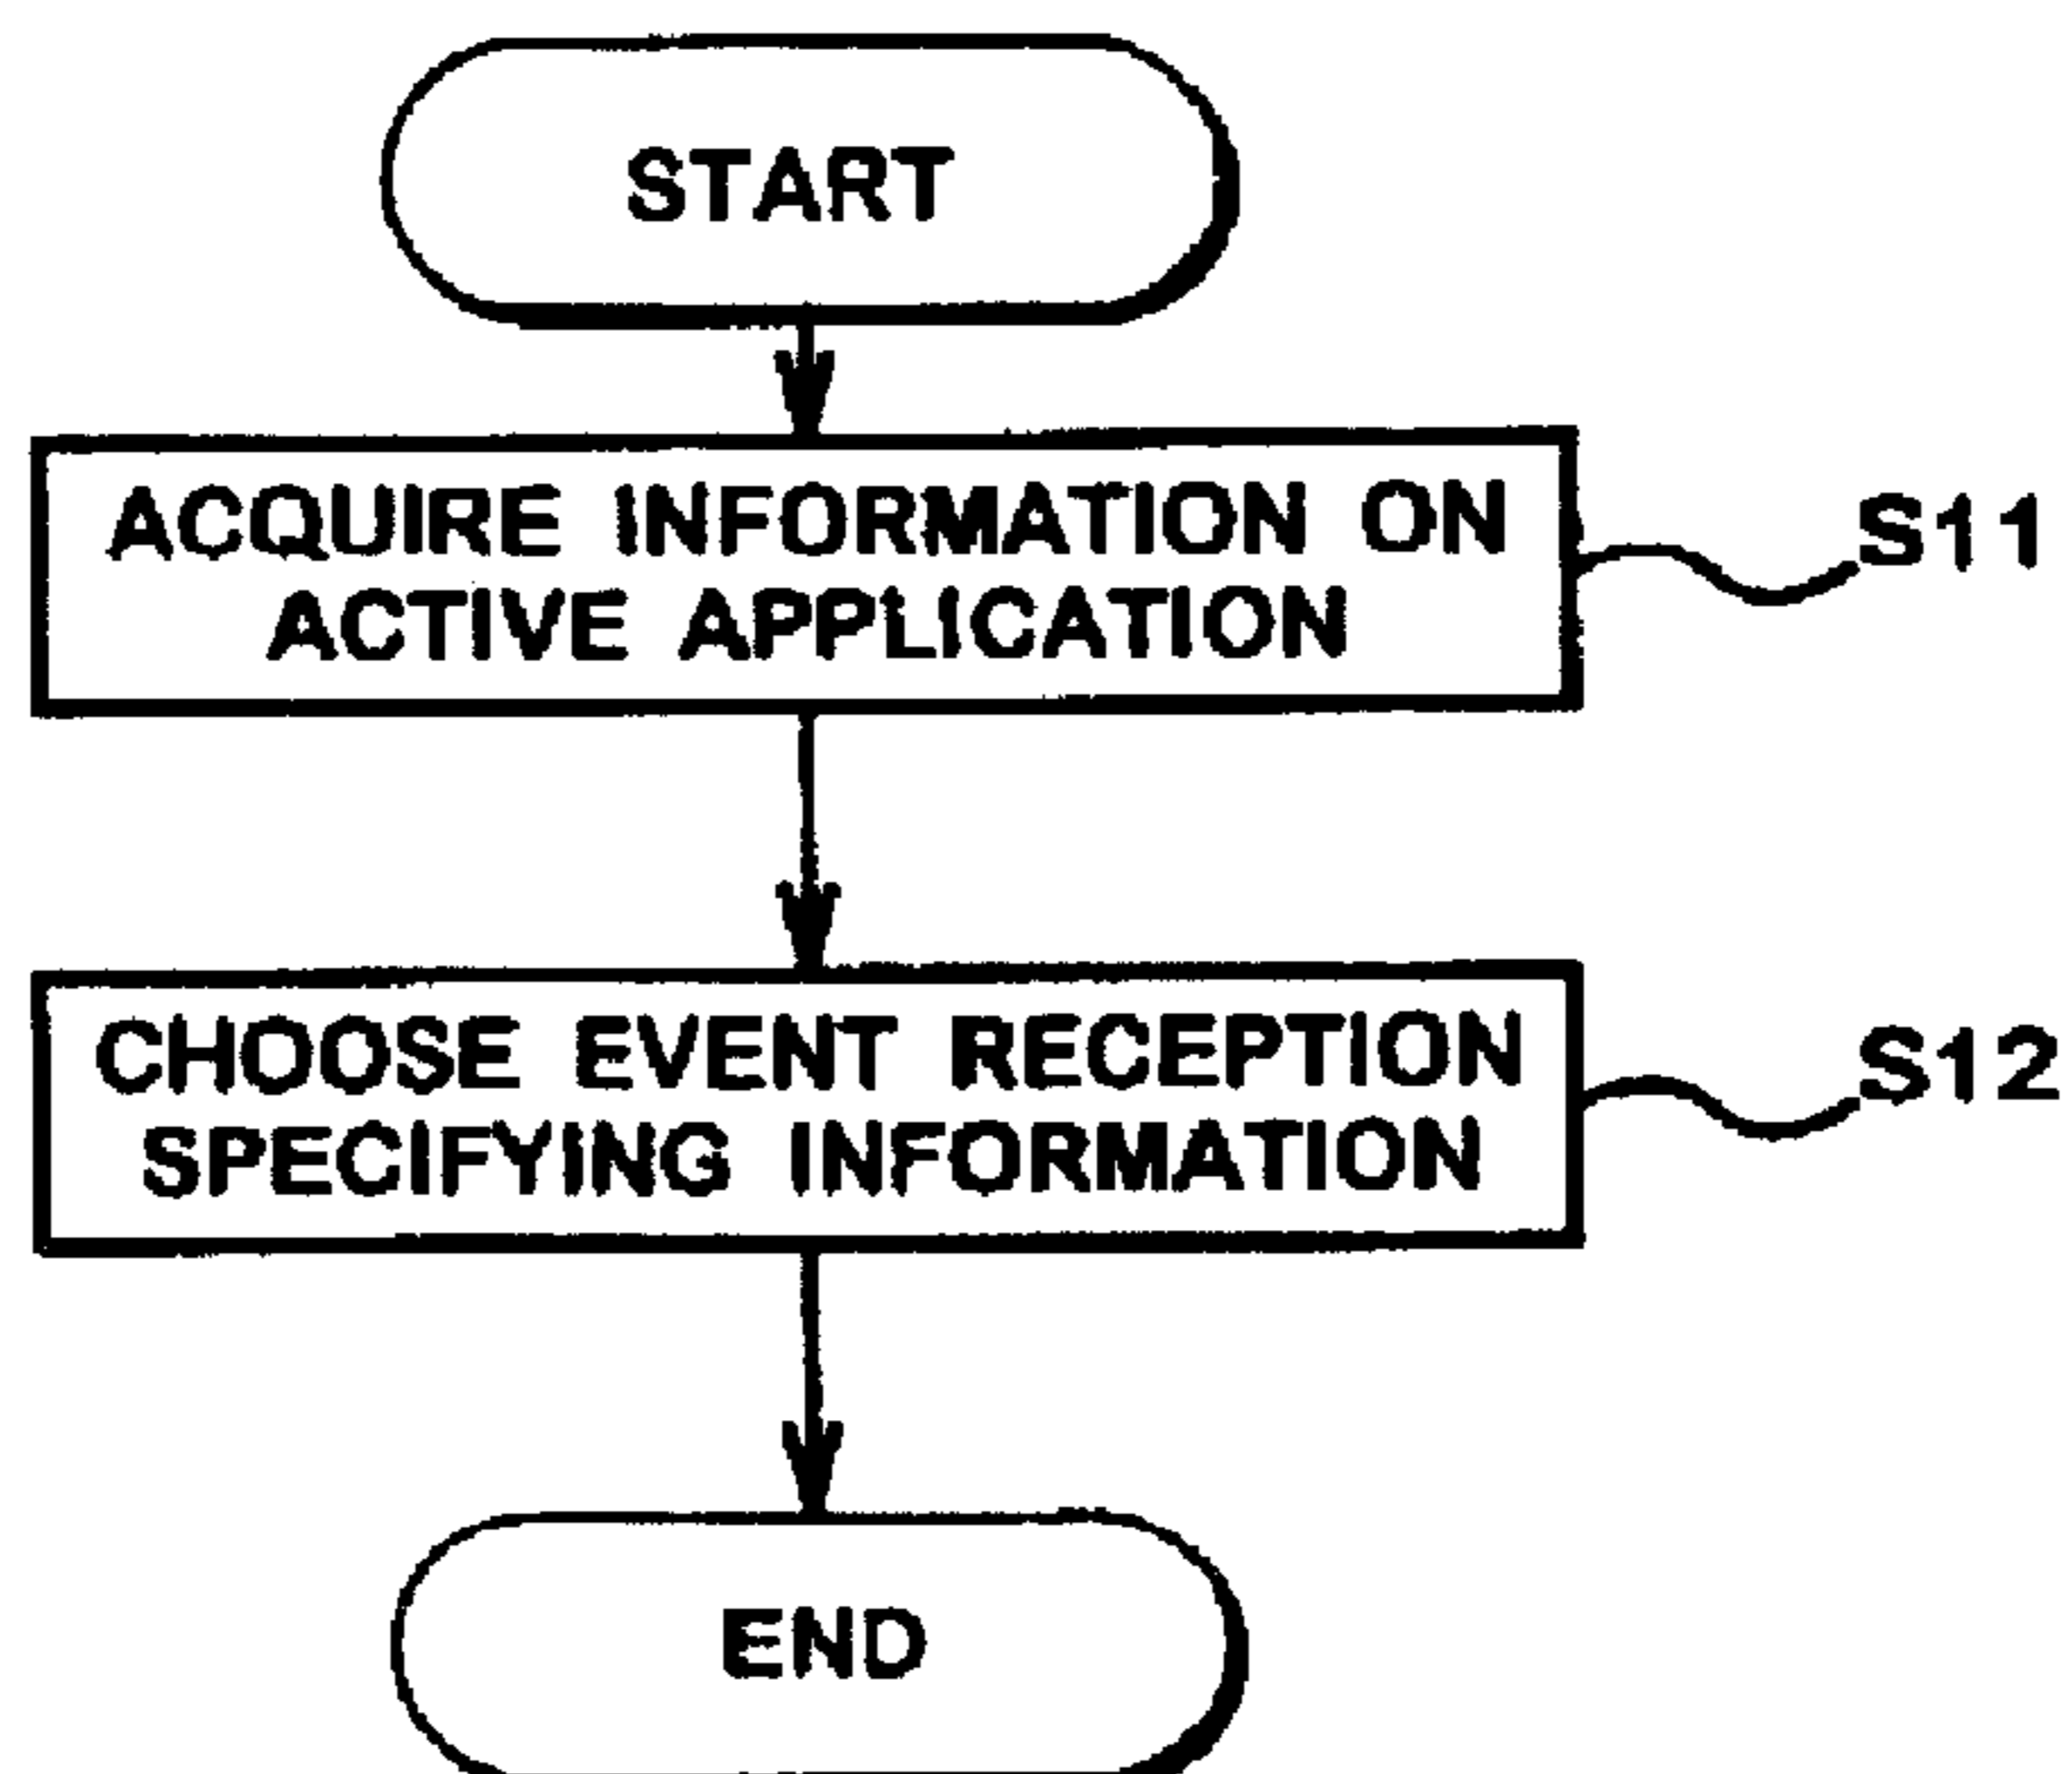 START
ACQUIRE INFORMATION ON
ACTIVE APPLICATION
S11
CHOOSE EVENT RECEPTION
SPECIFYING INFORMATION
S12
END